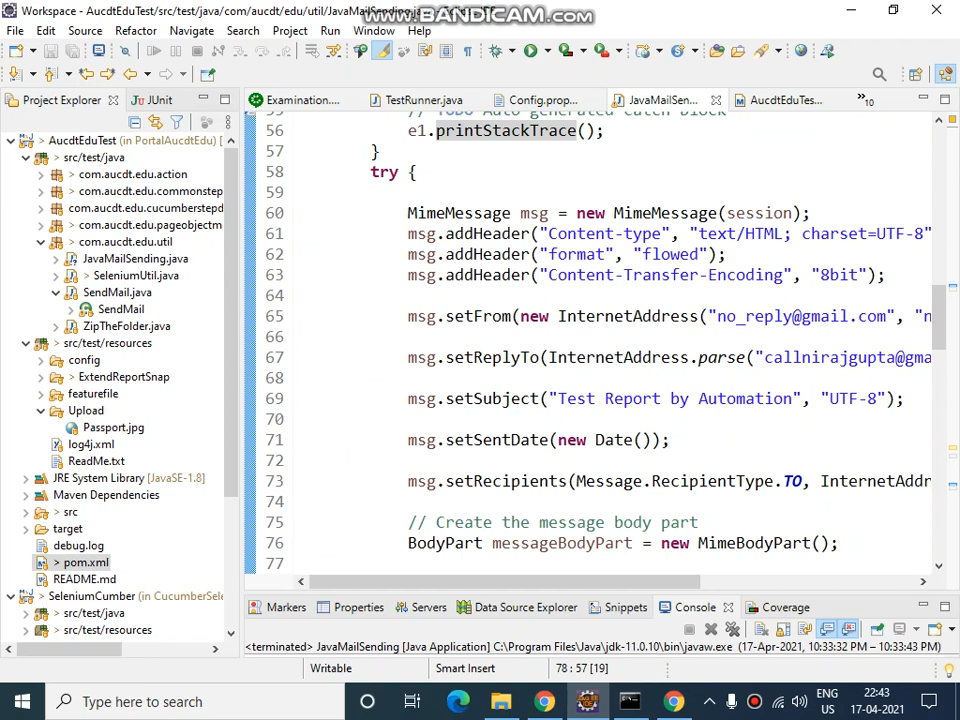 Workspace - AucdtEduTest/src/test/java/com/aucdt/edu/util/JavaMailSending.java
WWW.BANDICAM.COM
File Edit Source Refactor Navigate Search Project Run Window Help
Project Explorer JUnit
Examination.... TestRunner.java Config.prop... JavaMailSen... AucdtEduTes... »10
AucdtEduTest (in PortalAucdtEdu) [
src/test/java
> com.aucdt.edu.action
> com.aucdt.edu.commonstep
com.aucdt.edu.cucumberstepd
> com.aucdt.edu.pageobjectm
> com.aucdt.edu.util
JavaMailSending.java
> SeleniumUtil.java
SendMail.java
SendMail
ZipTheFolder.java
src/test/resources
config
> ExtendReportSnap
featurefile
Upload
Passport.jpg
log4j.xml
ReadMe.txt
JRE System Library [JavaSE-1.8]
Maven Dependencies
> src
target
debug.log
> pom.xml
README.md
SeleniumCumber (in CucumberSele
> src/test/java
> src/test/resources
55 // TODO Auto-generated catch block
56 e1.printStackTrace();
57 }
58 try {
59
60 MimeMessage msg = new MimeMessage(session);
61 msg.addHeader("Content-type", "text/HTML; charset=UTF-8"
62 msg.addHeader("format", "flowed");
63 msg.addHeader("Content-Transfer-Encoding", "8bit");
64
65 msg.setFrom(new InternetAddress("no_reply@gmail.com", "n
66
67 msg.setReplyTo(InternetAddress.parse("callnirajgupta@gma
68
69 msg.setSubject("Test Report by Automation", "UTF-8");
70
71 msg.setSentDate(new Date());
72
73 msg.setRecipients(Message.RecipientType.TO, InternetAddr
74
75 // Create the message body part
76 BodyPart messageBodyPart = new MimeBodyPart();
77
Markers Properties Servers Data Source Explorer Snippets Console Coverage
<terminated> JavaMailSending [Java Application] C:\Program Files\Java\jdk-11.0.10\bin\javaw.exe (17-Apr-2021, 10:33:32 PM – 10:33:43 PM)
Writable Smart Insert 78 : 57 [19]
Type here to search
ENG
US
22:43
17-04-2021